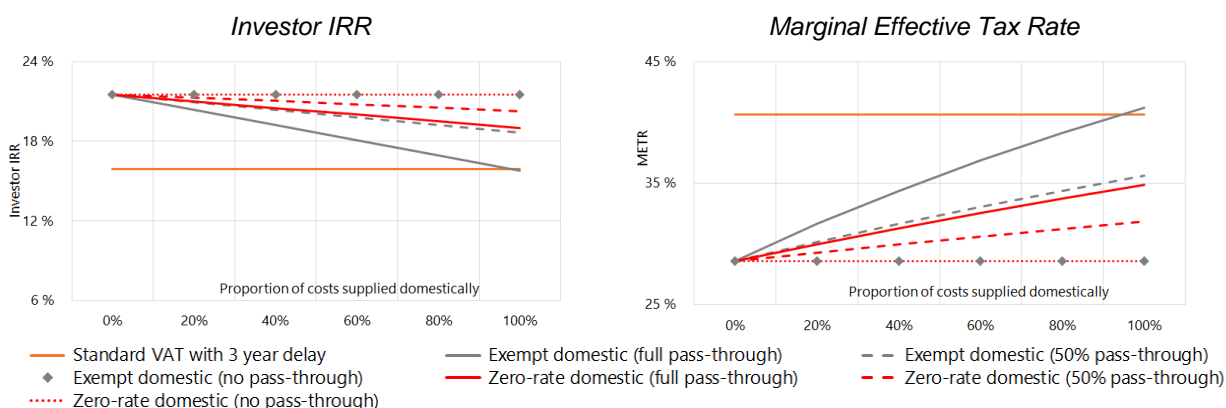 Investor IRR
Marginal Effective Tax Rate
24 %
18 %
12 %
6 %
Investor IRR
Proportion of costs supplied domestically
0% 20% 40% 60% 80% 100%
45 %
35 %
25 %
METR
Proportion of costs supplied domestically
0% 20% 40% 60% 80% 100%
Standard VAT with 3 year delay
Exempt domestic (full pass-through)
Exempt domestic (50% pass-through)
Exempt domestic (no pass-through)
Zero-rate domestic (full pass-through)
Zero-rate domestic (50% pass-through)
Zero-rate domestic (no pass-through)